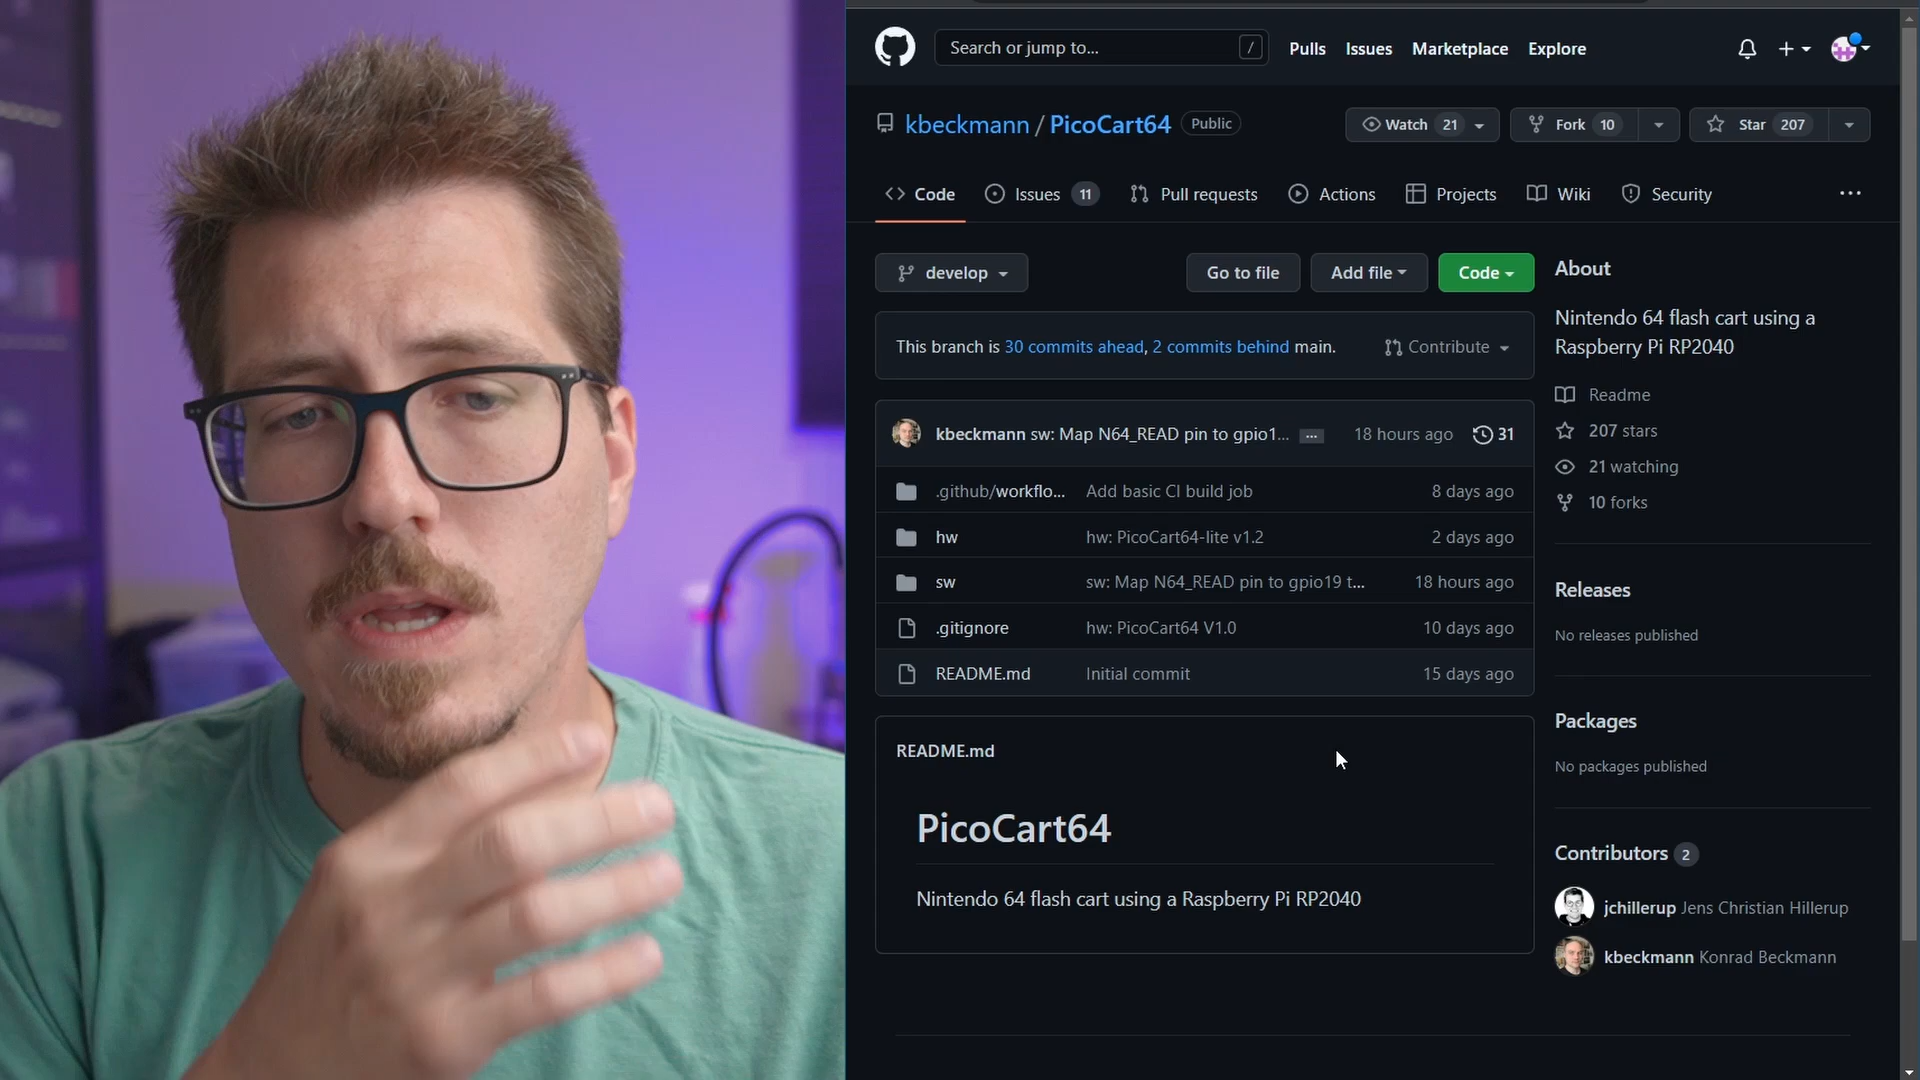 Search or jump to...
/
Pulls
Issues
Marketplace
Explore
kbeckmann / PicoCart64
Public
Watch 21
Fork 10
Star 207
Code
Issues 11
Pull requests
Actions
Projects
Wiki
Security
develop
Go to file
Add file
Code
This branch is 30 commits ahead, 2 commits behind main.
Contribute
kbeckmann sw: Map N64_READ pin to gpio1... ... 18 hours ago 31
.github/workflo... Add basic CI build job 8 days ago
hw hw: PicoCart64-lite v1.2 2 days ago
sw sw: Map N64_READ pin to gpio19 t... 18 hours ago
.gitignore hw: PicoCart64 V1.0 10 days ago
README.md Initial commit 15 days ago
README.md
PicoCart64
Nintendo 64 flash cart using a Raspberry Pi RP2040
About
Nintendo 64 flash cart using a
Raspberry Pi RP2040
Readme
207 stars
21 watching
10 forks
Releases
No releases published
Packages
No packages published
Contributors 2
jchillerup Jens Christian Hillerup
kbeckmann Konrad Beckmann